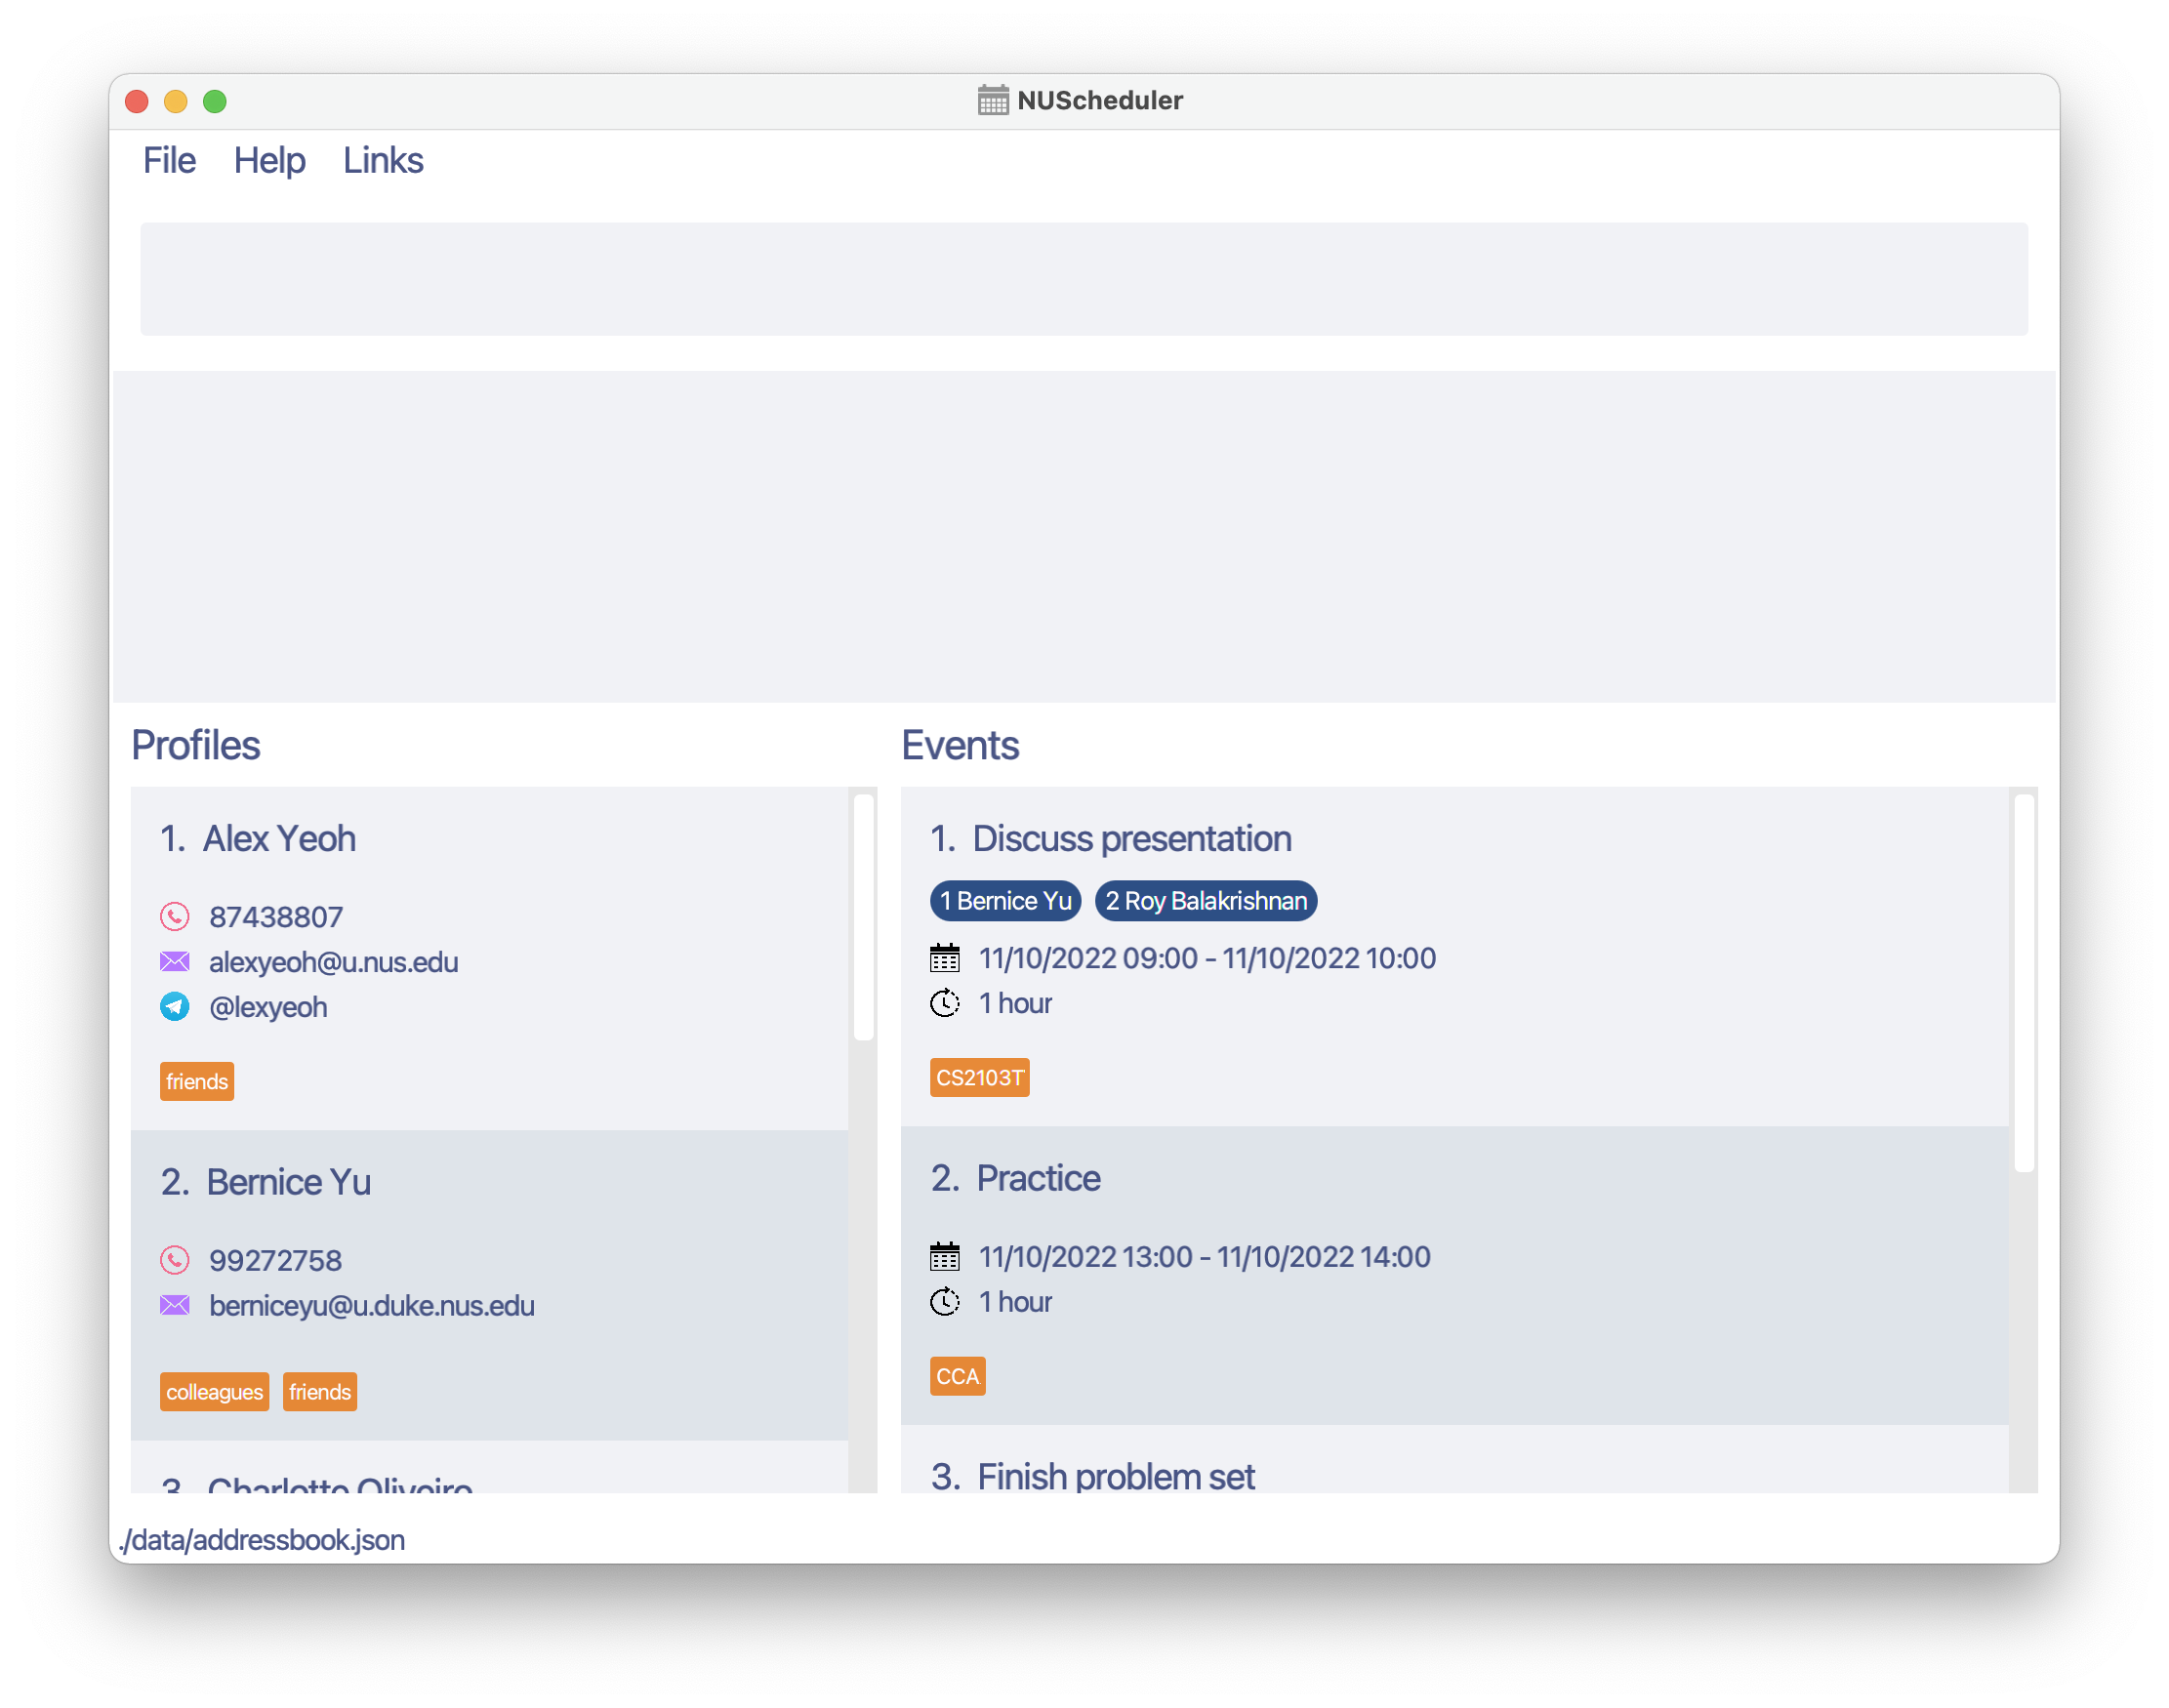 NUScheduler
File Help Links
Profiles
1. Alex Yeoh
87438807
alexyeoh@u.nus.edu
@lexyeoh
friends
2. Bernice Yu
99272758
berniceyu@u.duke.nus.edu
colleagues friends
3. Charlotte Oliveiro
Events
1. Discuss presentation
1 Bernice Yu 2 Roy Balakrishnan
11/10/2022 09:00 - 11/10/2022 10:00
1 hour
CS2103T
2. Practice
11/10/2022 13:00 - 11/10/2022 14:00
1 hour
CCA
3. Finish problem set
./data/addressbook.json